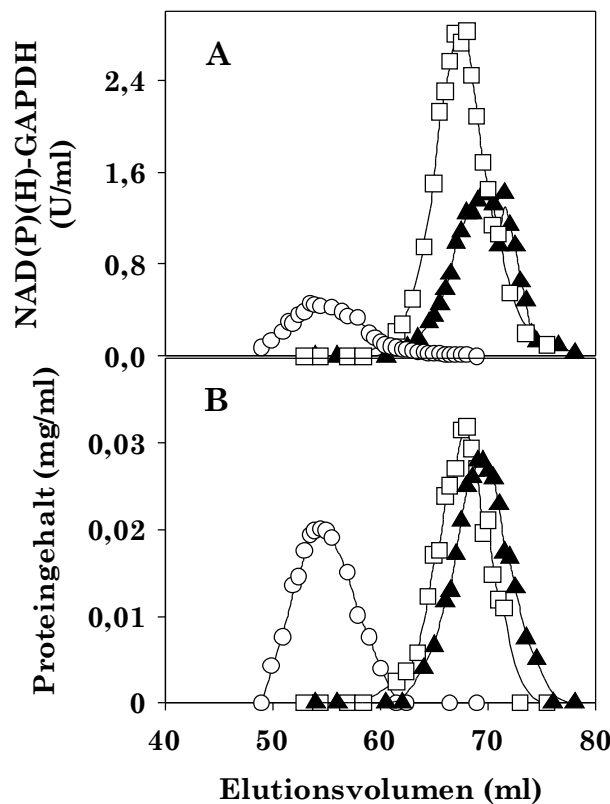 NAD(P)(H)-GAPDH
(U/ml)
A
2,4
1,6
0,8
0,0
Proteingehalt (mg/ml)
B
0,03
0,02
0,01
0
40
50
60
70
80
Elutionsvolumen (ml)